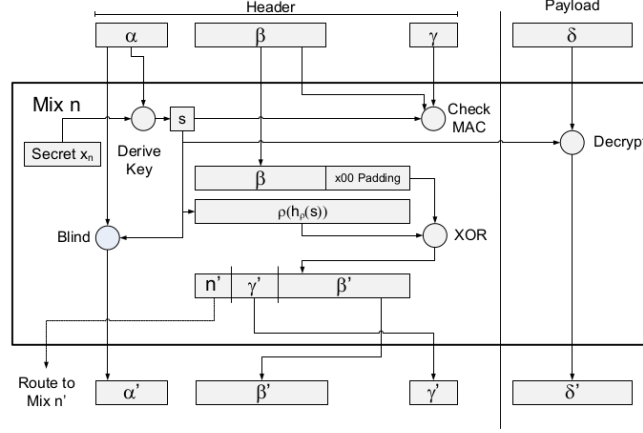 Header
Payload
α
β
γ
δ
Mix n
s
Check
MAC
Secret xₙ
Derive
Key
Decrypt
β
x00 Padding
ρ(hρ(s))
Blind
XOR
n’
γ’
β’
Route to
Mix n’
α’
β’
γ’
δ’